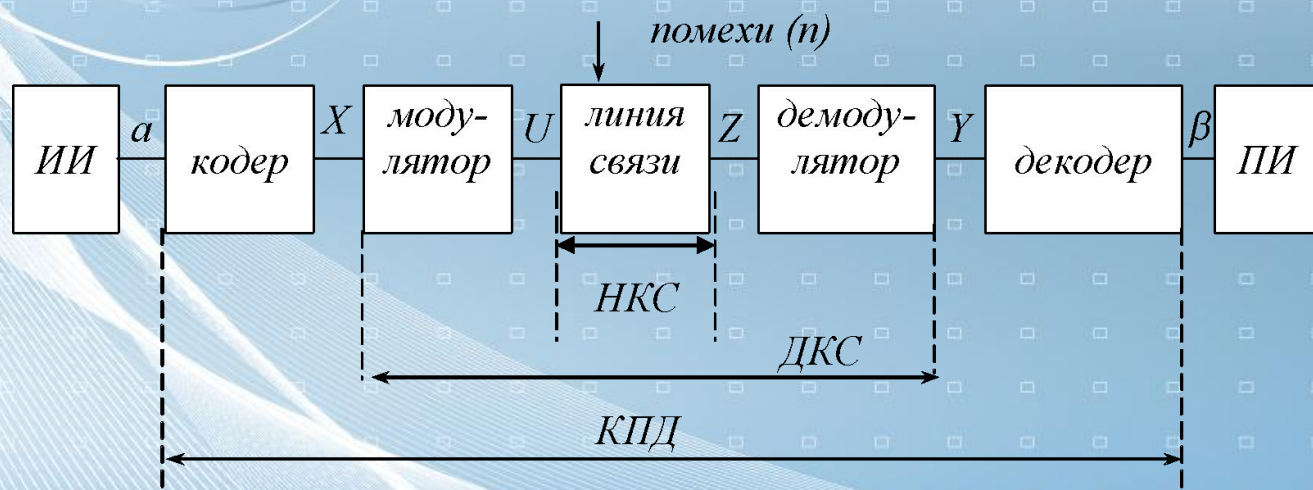 помехи (n)
ИИ
α
кодер
X
моду-
лятор
U
линия
связи
Z
демоду-
лятор
Y
декодер
β
ПИ
НКС
ДКС
КПД